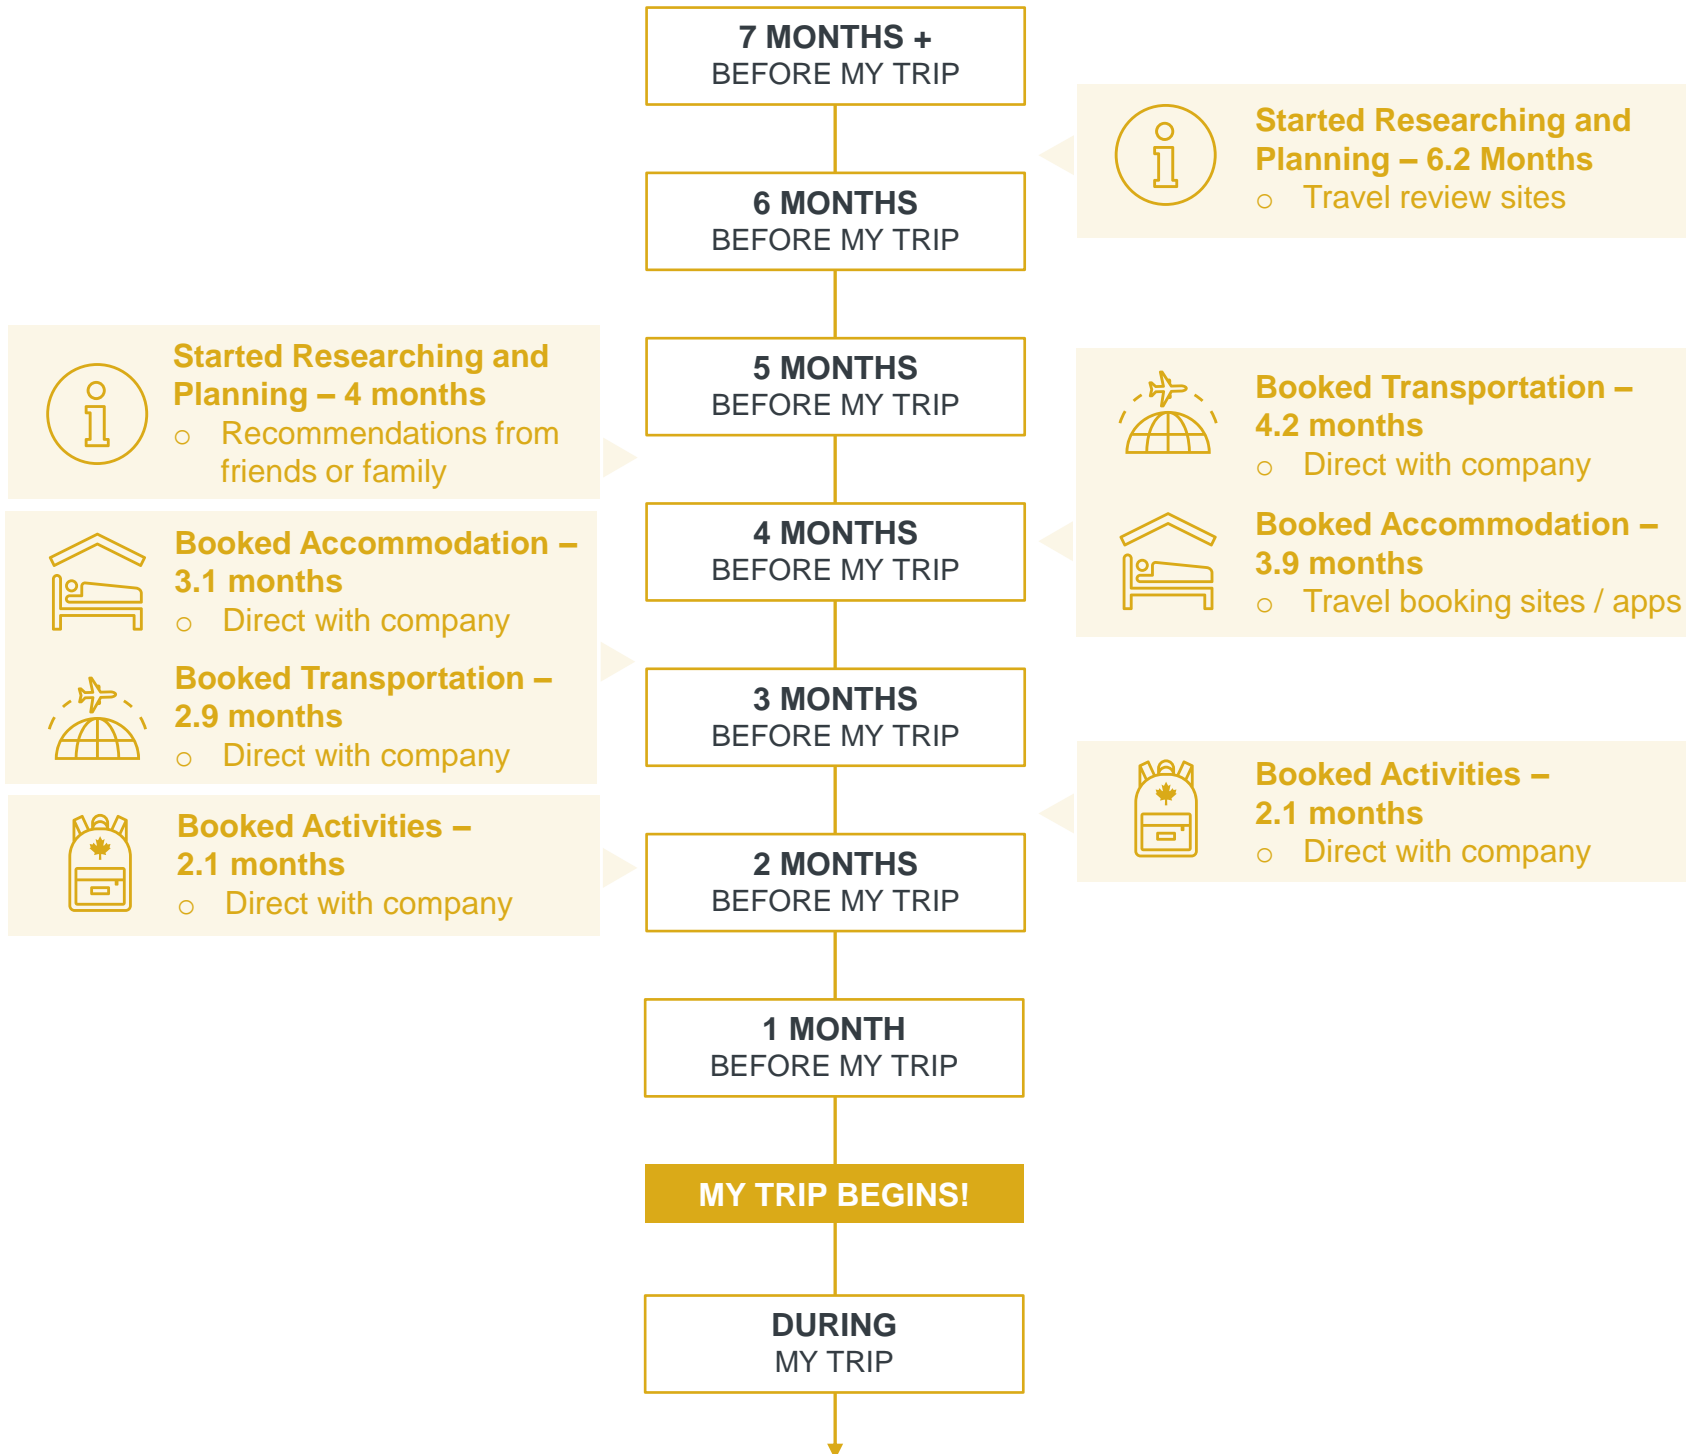 7 MONTHS +
BEFORE MY TRIP
Started Researching and
Planning – 6.2 Months
○ Travel review sites
6 MONTHS
BEFORE MY TRIP
Started Researching and
Planning – 4 months
○ Recommendations from
friends or family
5 MONTHS
BEFORE MY TRIP
Booked Transportation –
4.2 months
○ Direct with company
Booked Accommodation –
3.9 months
○ Travel booking sites / apps
4 MONTHS
BEFORE MY TRIP
Booked Accommodation –
3.1 months
○ Direct with company
Booked Transportation –
2.9 months
○ Direct with company
3 MONTHS
BEFORE MY TRIP
Booked Activities –
2.1 months
○ Direct with company
Booked Activities –
2.1 months
○ Direct with company
2 MONTHS
BEFORE MY TRIP
1 MONTH
BEFORE MY TRIP
MY TRIP BEGINS!
DURING
MY TRIP